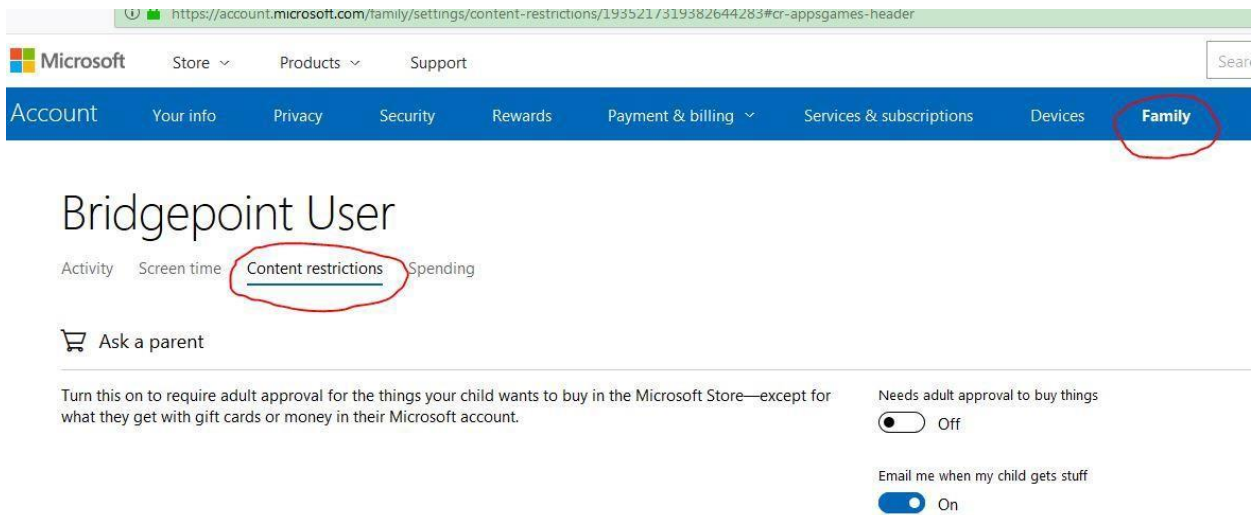 https://account.microsoft.com/family/settings/content-restrictions/1935217319382644283#cr-appsgames-header
Microsoft Store Products Support
Account Your info Privacy Security Rewards Payment & billing Services & subscriptions Devices Family
Bridgepoint User
Activity Screen time Content restrictions Spending
Ask a parent
Turn this on to require adult approval for the things your child wants to buy in the Microsoft Store—except for
what they get with gift cards or money in their Microsoft account.
Needs adult approval to buy things
Off
Email me when my child gets stuff
On